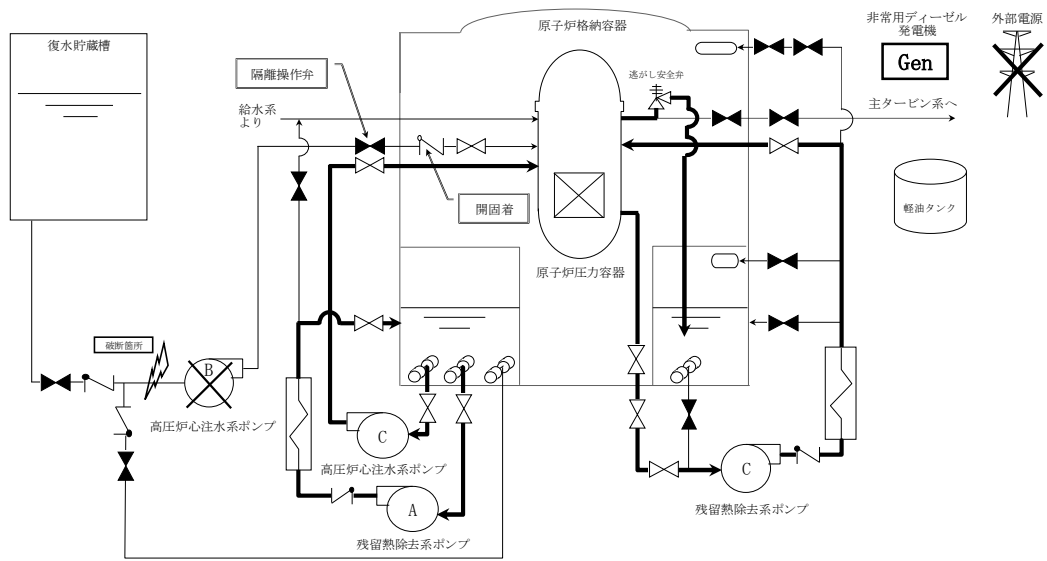 復水貯蔵槽
原子炉格納容器
非常用ディーゼル
発電機
外部電源
Gen
隔離操作弁
逃がし安全弁
給水系
より
主タービン系へ
開固着
軽油タンク
原子炉圧力容器
破断箇所
B
高圧炉心注水系ポンプ
C
高圧炉心注水系ポンプ
C
A
残留熱除去系ポンプ
残留熱除去系ポンプ